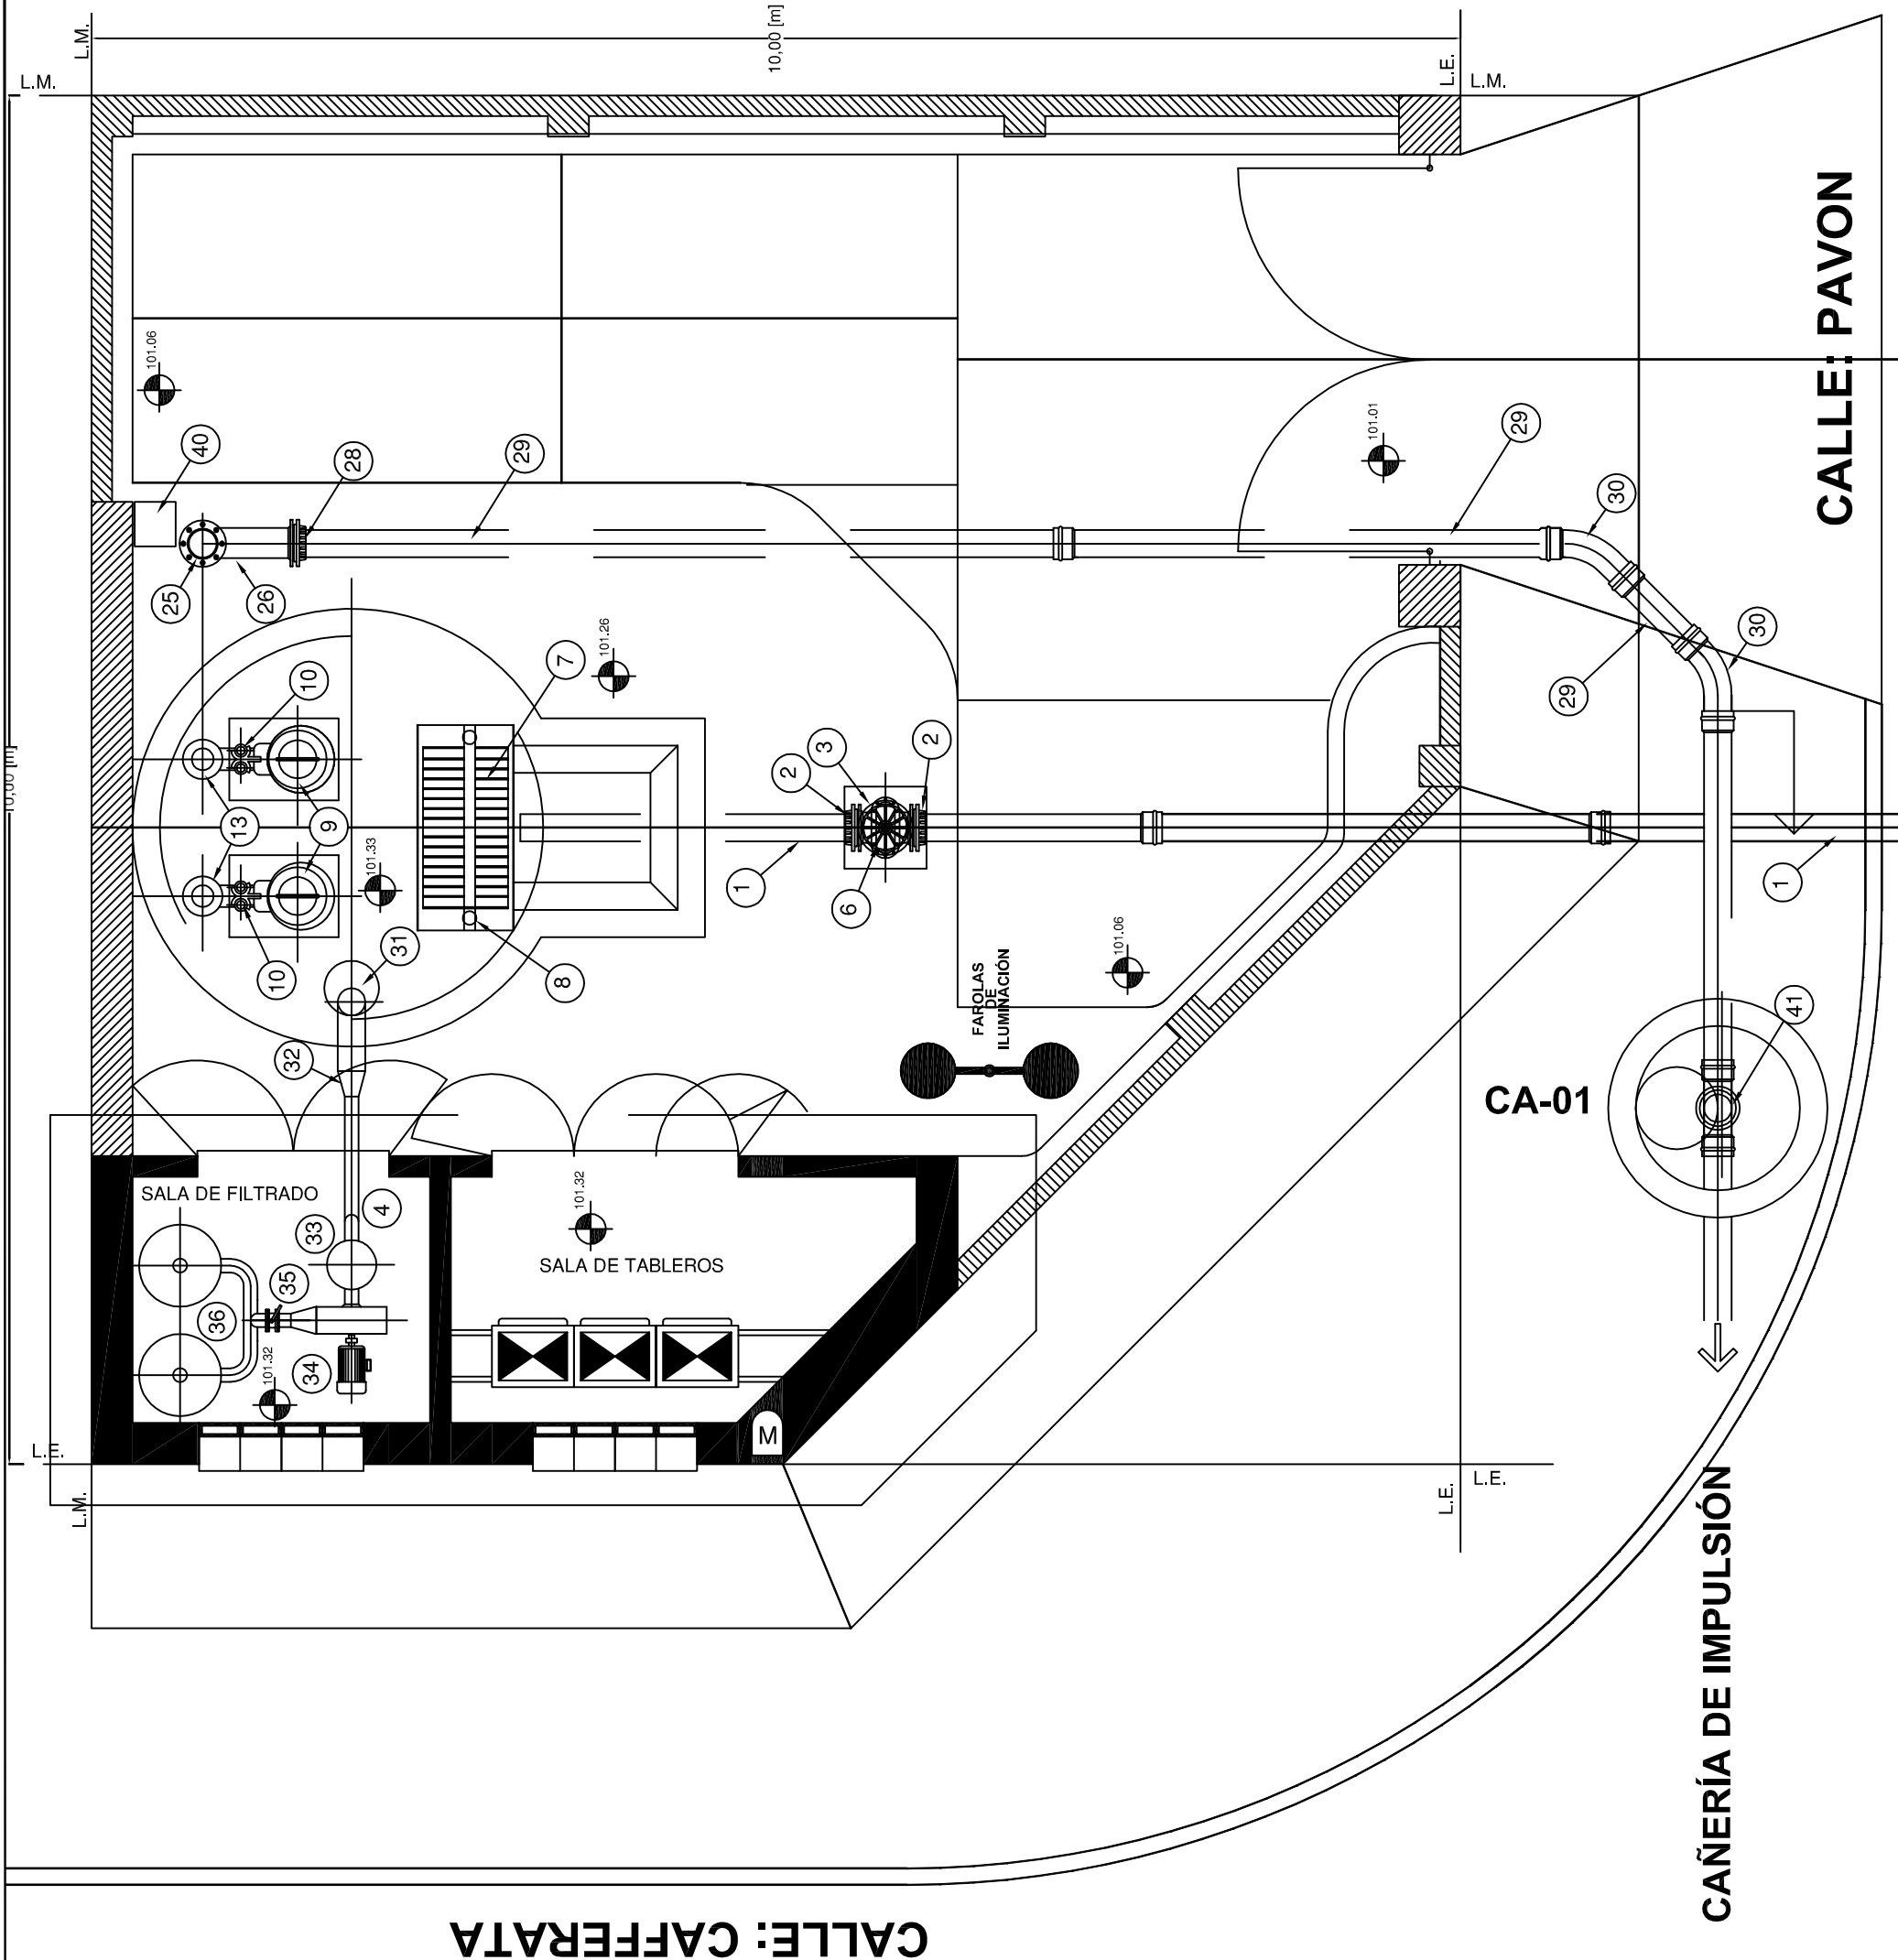 L.M.
L.M.
10,00 [m]
L.E.
L.M.
101.06
40
28
29
101.01
29
30
CALLE: PAVON
25
26
101.26
7
10
30
29
13
9
101.33
2
3
2
1
6
1
10
31
8
FAROLAS
DE
ILUMINACIÓN
101.06
41
32
CA-01
SALA DE FILTRADO
4
33
101.32
SALA DE TABLEROS
35
36
34
101.32
M
10,00 [m]
L.E.
L.M.
L.E.
L.E.
CAÑERÍA DE IMPULSIÓN
CALLE: CAFFERATA